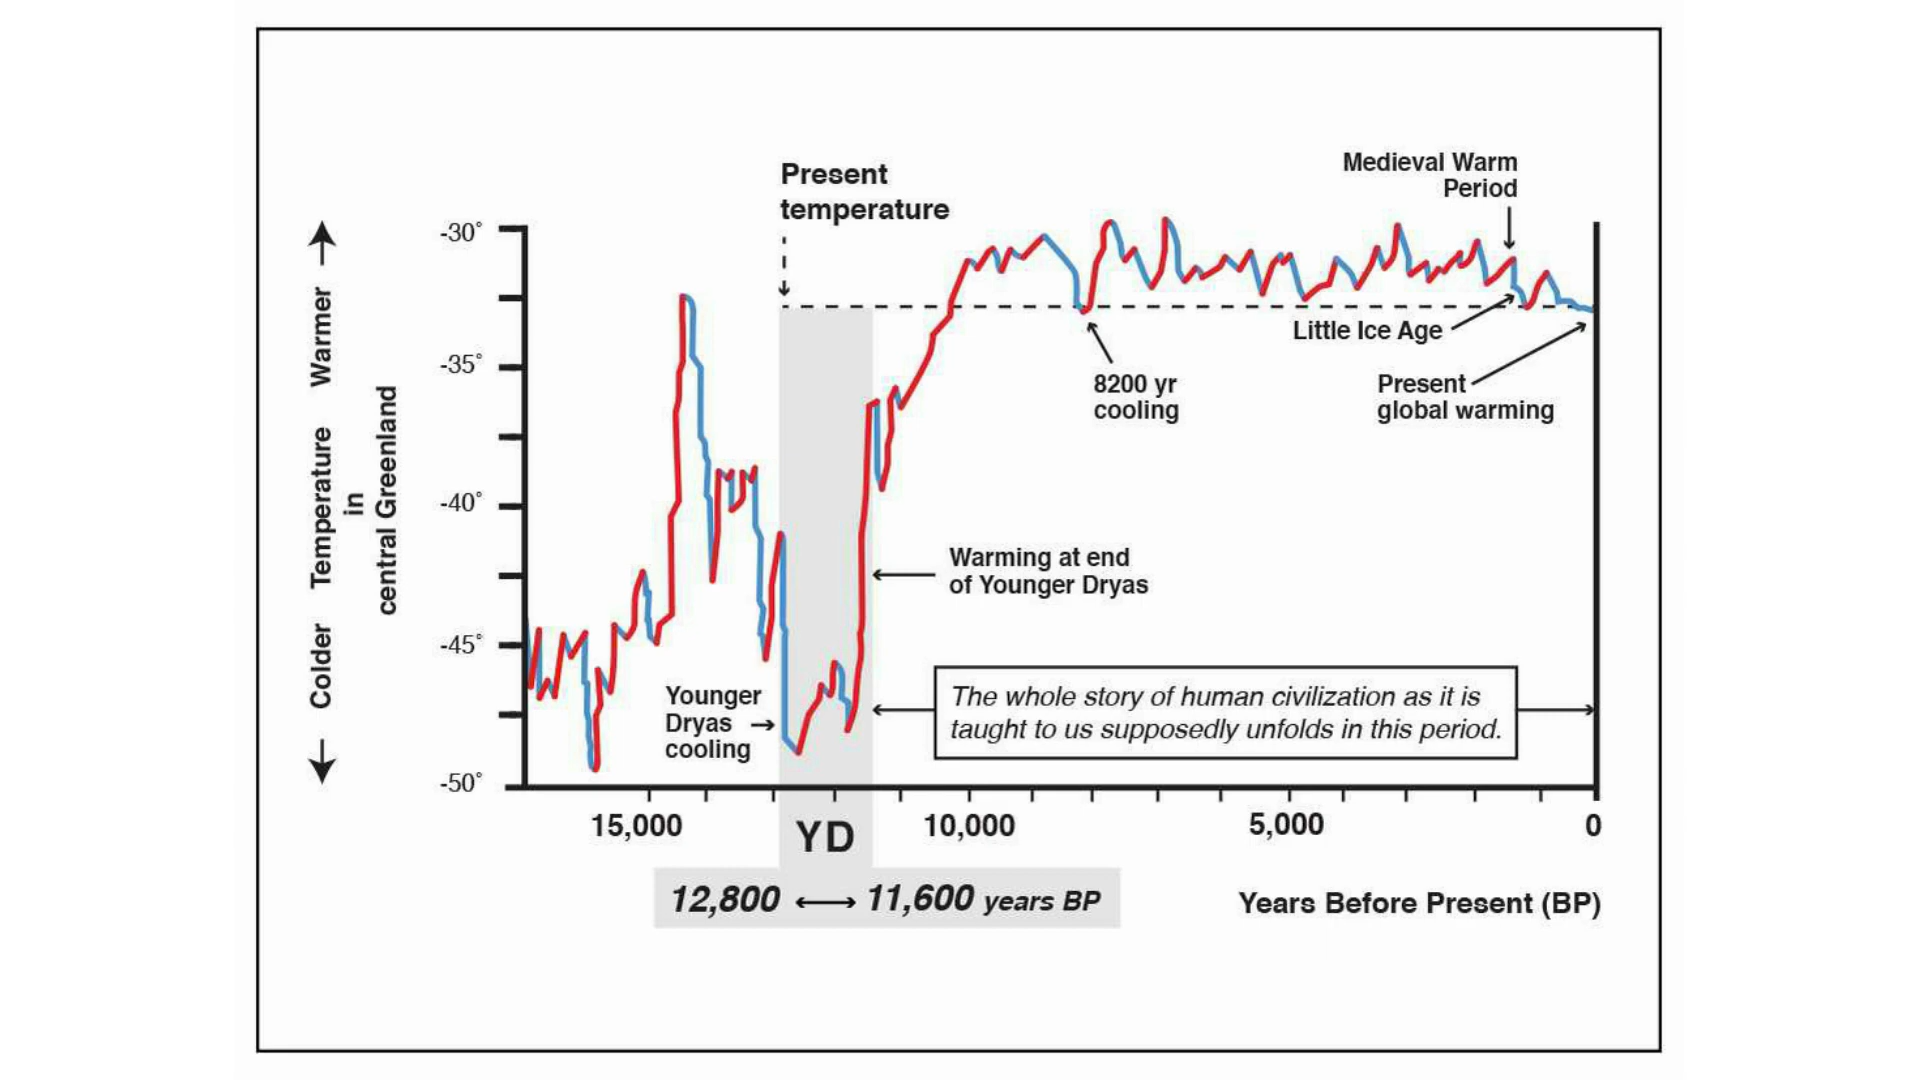 Medieval Warm
Period
Present
temperature
-30°
-35°
-40°
-45°
-50°
Colder Temperature Warmer
in
central Greenland
Little Ice Age
8200 yr
cooling
Present
global warming
Warming at end
of Younger Dryas
Younger
Dryas
cooling
The whole story of human civilization as it is
taught to us supposedly unfolds in this period.
15,000
YD
10,000
5,000
0
12,800 ⟷ 11,600 years BP
Years Before Present (BP)